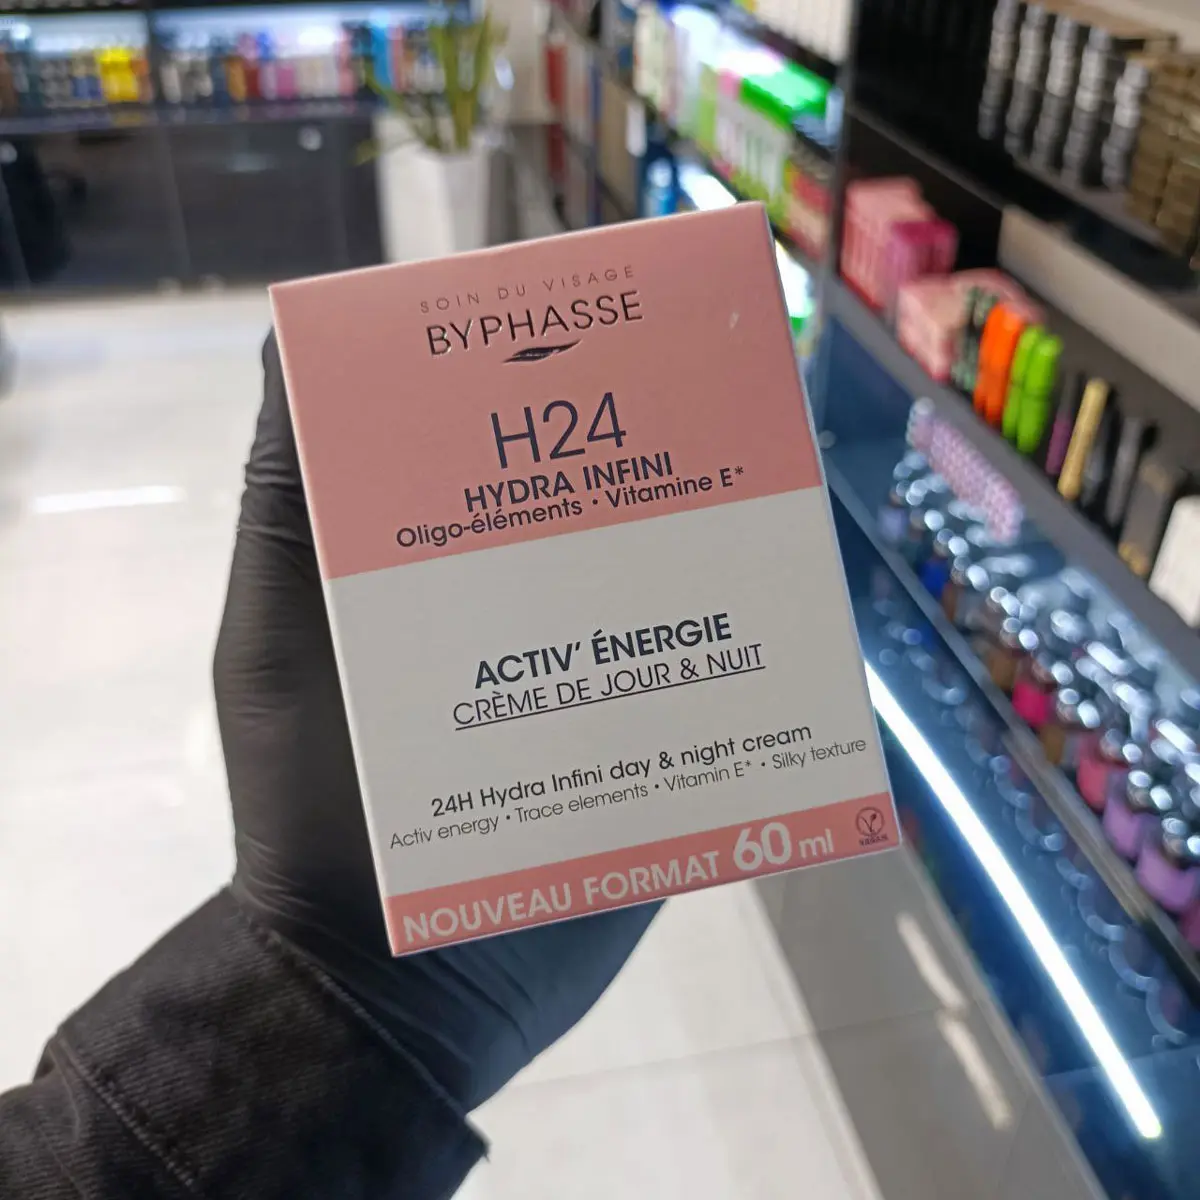 SOIN DU VISAGE
BYPHASSE
H24
HYDRA INFINI
Oligo-éléments • Vitamine E*
ACTIV' ÉNERGIE
CRÈME DE JOUR & NUIT
24H Hydra Infini day & night cream
Activ energy • Trace elements • Vitamin E* • Silky texture
NOUVEAU FORMAT 60 ml
VEGAN